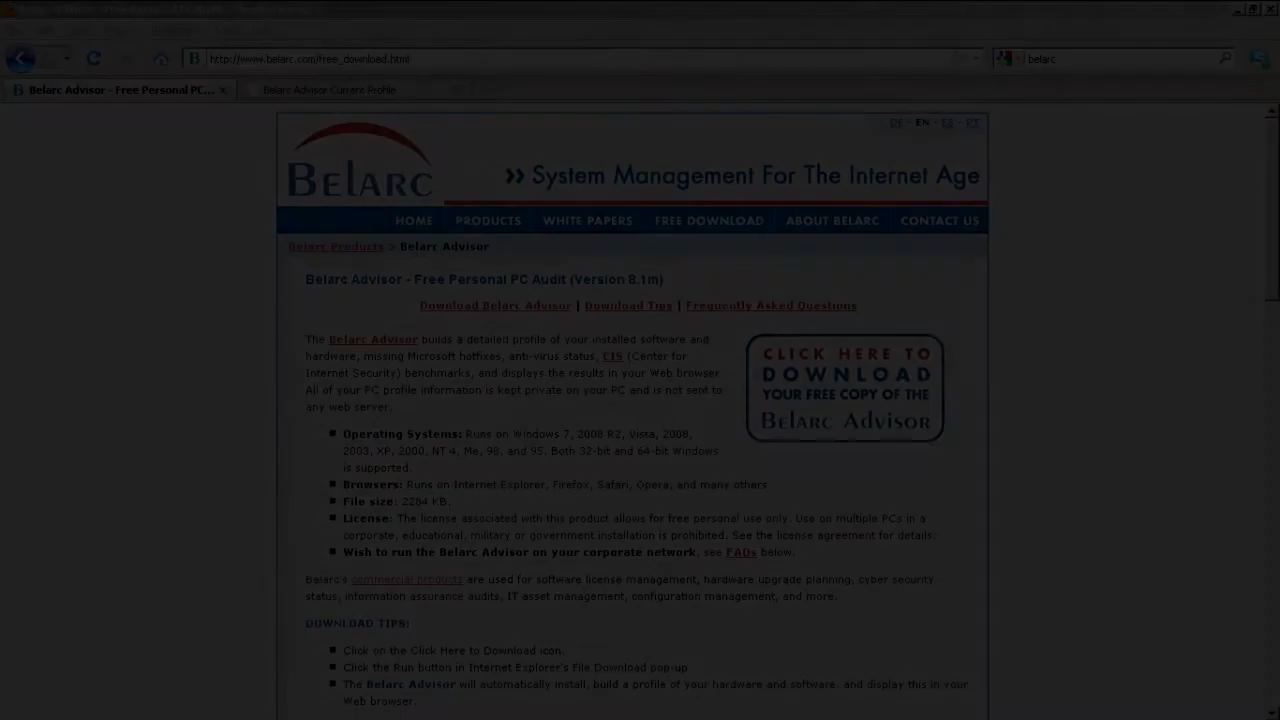 http://www.belarc.com/free_download.html
belarc
Belarc Advisor - Free Personal PC...
Belarc Advisor Current Profile
DE - EN - ES - PT
BELARC
System Management For The Internet Age
HOME PRODUCTS WHITE PAPERS FREE DOWNLOAD ABOUT BELARC CONTACT US
Belarc Products > Belarc Advisor
Belarc Advisor - Free Personal PC Audit (Version 8.1m)
Download Belarc Advisor | Download Tips | Frequently Asked Questions
The Belarc Advisor builds a detailed profile of your installed software and
hardware, missing Microsoft hotfixes, anti-virus status, CIS (Center for
Internet Security) benchmarks, and displays the results in your Web browser.
All of your PC profile information is kept private on your PC and is not sent to
any web server.
CLICK HERE TO
DOWNLOAD
YOUR FREE COPY OF THE
BELARC ADVISOR
Operating Systems: Runs on Windows 7, 2008 R2, Vista, 2008,
2003, XP, 2000, NT 4, Me, 98, and 95. Both 32-bit and 64-bit Windows
is supported.
Browsers: Runs on Internet Explorer, Firefox, Safari, Opera, and many others.
File size: 2284 KB.
License: The license associated with this product allows for free personal use only. Use on multiple PCs in a
corporate, educational, military or government installation is prohibited. See the license agreement for details.
Wish to run the Belarc Advisor on your corporate network, see FAQs below.
Belarc's commercial products are used for software license management, hardware upgrade planning, cyber security
status, information assurance audits, IT asset management, configuration management, and more.
DOWNLOAD TIPS:
Click on the Click Here to Download icon.
Click the Run button in Internet Explorer's File Download pop-up.
The Belarc Advisor will automatically install, build a profile of your hardware and software, and display this in your
Web browser.